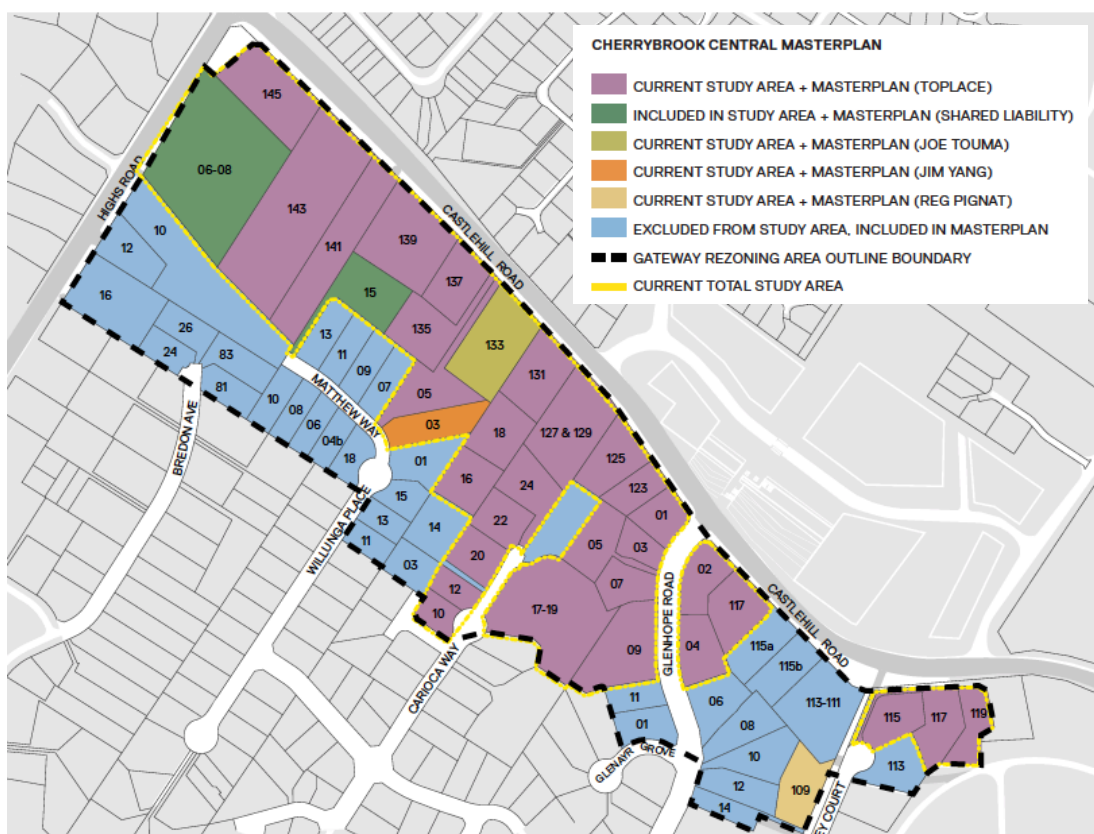 CHERRYBROOK CENTRAL MASTERPLAN
CURRENT STUDY AREA + MASTERPLAN (TOPLACE)
INCLUDED IN STUDY AREA + MASTERPLAN (SHARED LIABILITY)
CURRENT STUDY AREA + MASTERPLAN (JOE TOUMA)
CURRENT STUDY AREA + MASTERPLAN (JIM YANG)
CURRENT STUDY AREA + MASTERPLAN (REG PIGNAT)
EXCLUDED FROM STUDY AREA, INCLUDED IN MASTERPLAN
GATEWAY REZONING AREA OUTLINE BOUNDARY
CURRENT TOTAL STUDY AREA
145
06-08
HIGHS ROAD
143
CASTLEHILL ROAD
10
139
12
141
137
15
16
13
135
133
26
11
24
83
09
131
81
07
05
MATTHEW WAY
10
08
03
18
127 & 129
06
04b
01
125
18
16
24
123
BREDON AVE
15
22
01
13
14
05
03
11
20
WILLUNGA PLACE
03
02
12
07
10
17-19
117
CASTLEHILL ROAD
09
GLENHOPE ROAD
04
115a
115b
CARIOCA WAY
11
06
113-111
01
08
115
117
119
GLENAYR GROVE
10
113
12
109
14
EY COURT